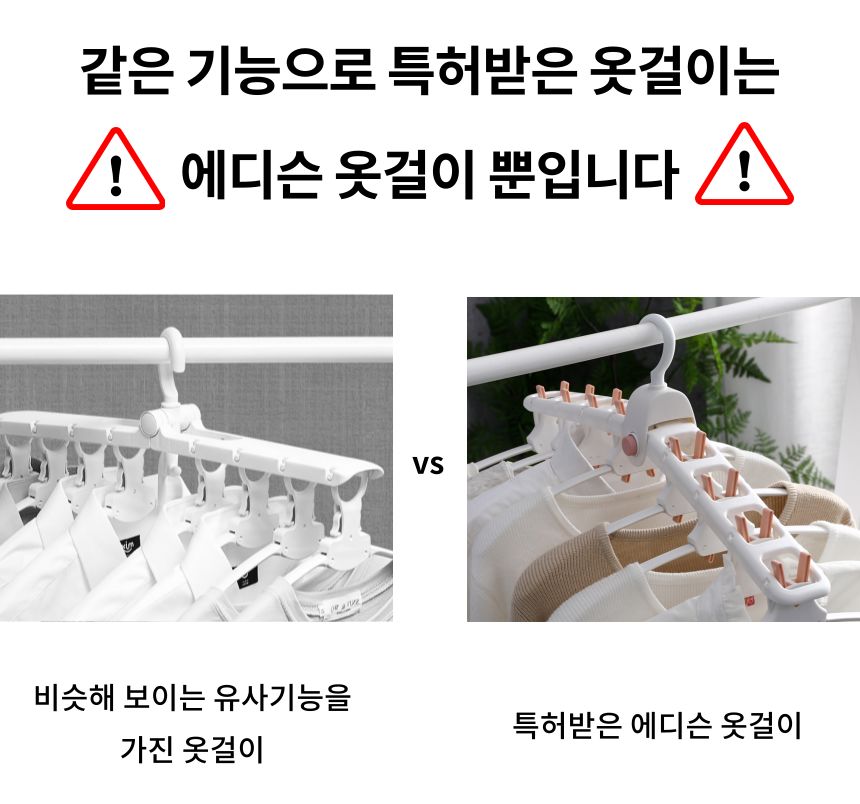 같은 기능으로 특허받은 옷걸이는
! 에디슨 옷걸이 뿐입니다 !
vs
비슷해 보이는 유사기능을
가진 옷걸이
특허받은 에디슨 옷걸이